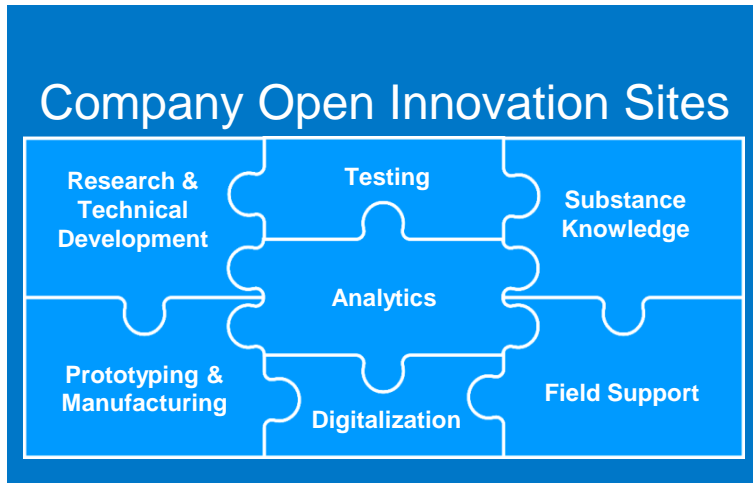 Company Open Innovation Sites
Research &
Technical
Development
Testing
Substance
Knowledge
Analytics
Prototyping &
Manufacturing
Digitalization
Field Support